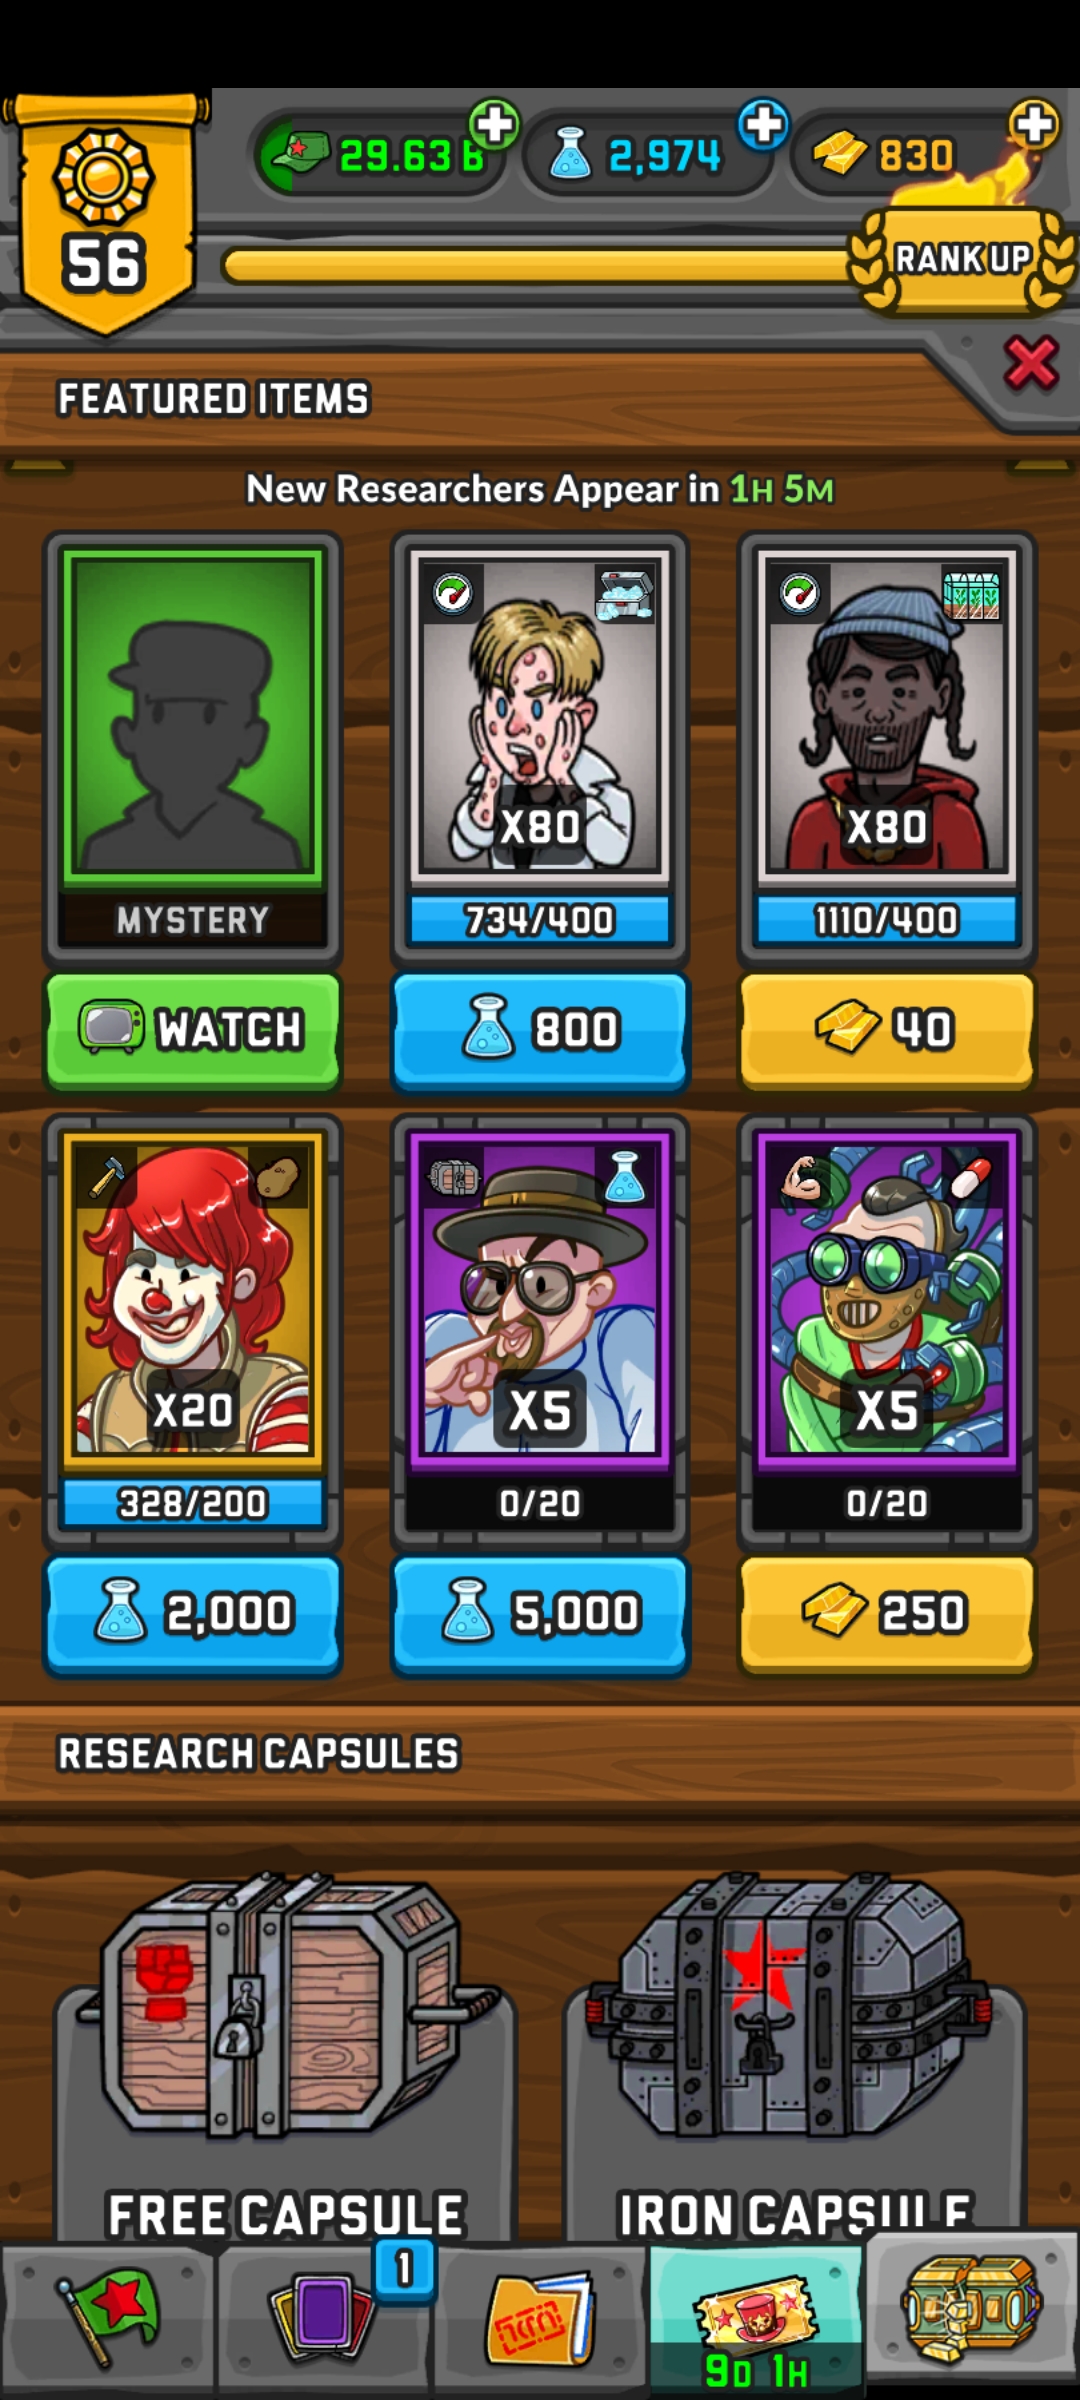 29.63 B
2,974
830
56
RANK UP
FEATURED ITEMS
New Researchers Appear in 1H 5M
X80
X80
MYSTERY
734/400
1110/400
WATCH
800
40
X20
X5
X5
328/200
0/20
0/20
2,000
5,000
250
RESEARCH CAPSULES
FREE CAPSULE
IRON CAPSULE
1
9D 1H